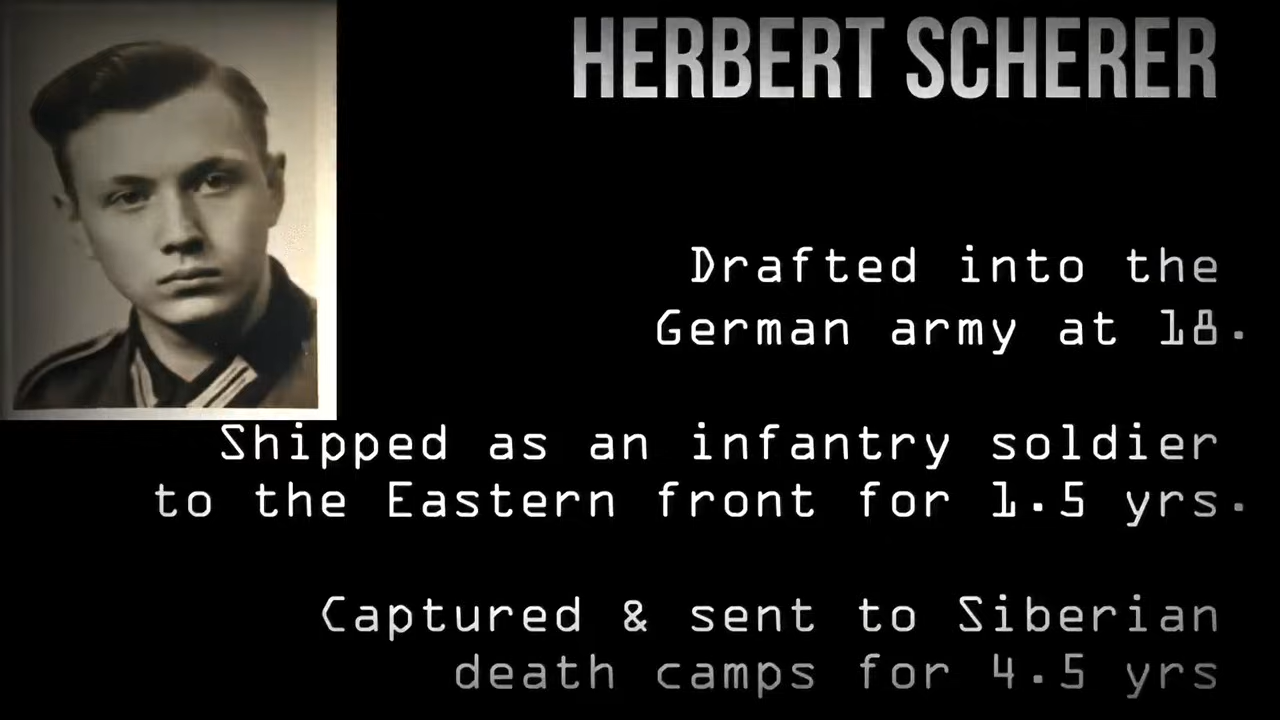 HERBERT SCHERER
Drafted into the
German army at 18.
Shipped as an infantry soldier
to the Eastern front for 1.5 yrs.
Captured & sent to Siberian
death camps for 4.5 yrs